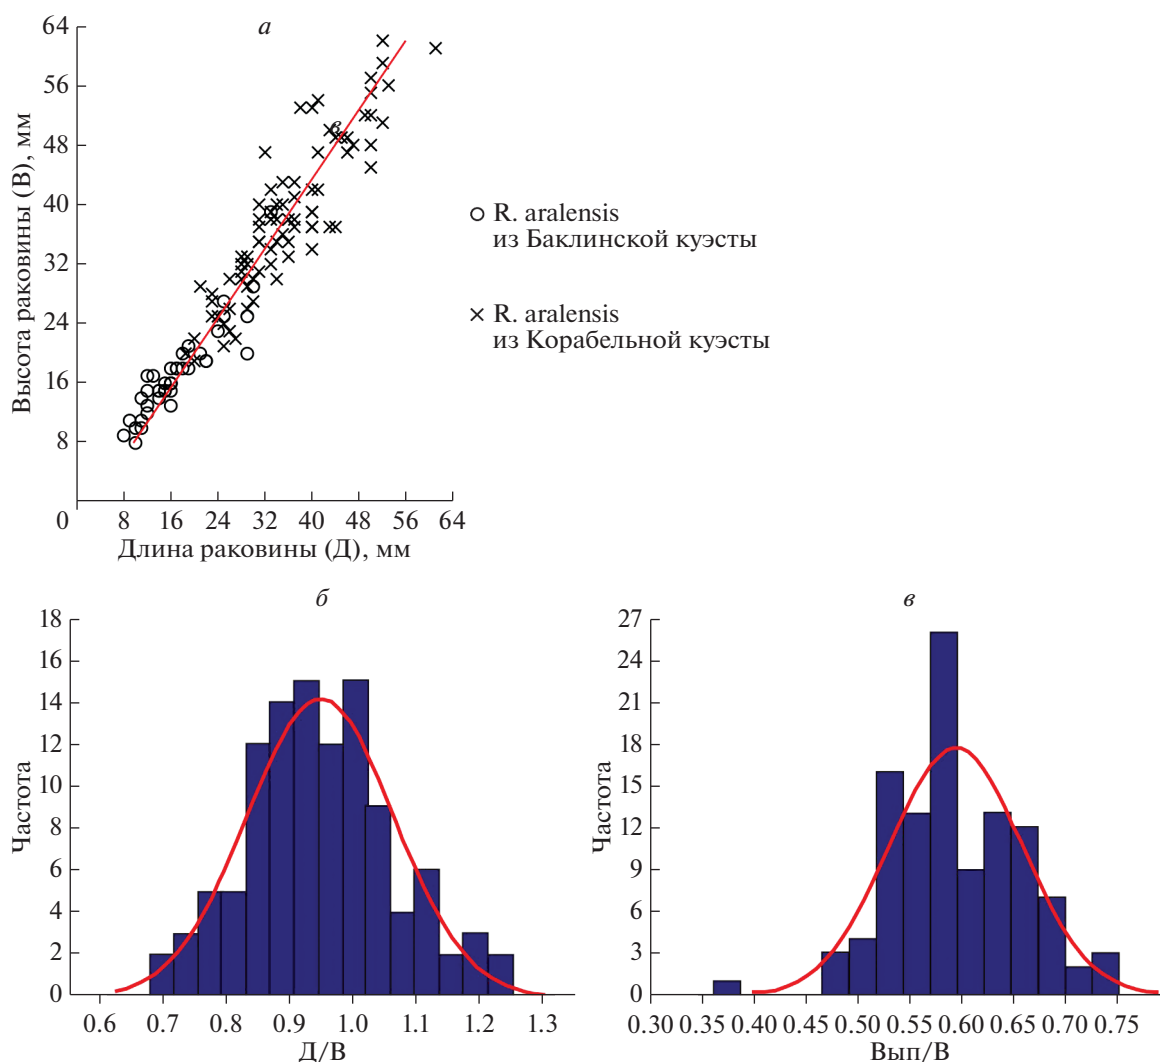 а
64
56
48
40
32
24
16
8
0
Высота раковины (В), мм
в
8 16 24 32 40 48 56 64
Длина раковины (Д), мм
R. aralensis
из Баклинской куэсты
R. aralensis
из Корабельной куэсты
б
18
16
14
12
10
8
6
4
2
0
Частота
0.6 0.7 0.8 0.9 1.0 1.1 1.2 1.3
Д/В
в
27
24
21
18
15
12
9
6
3
0
Частота
0.30 0.35 0.40 0.45 0.50 0.55 0.60 0.65 0.70 0.75
Вып/В